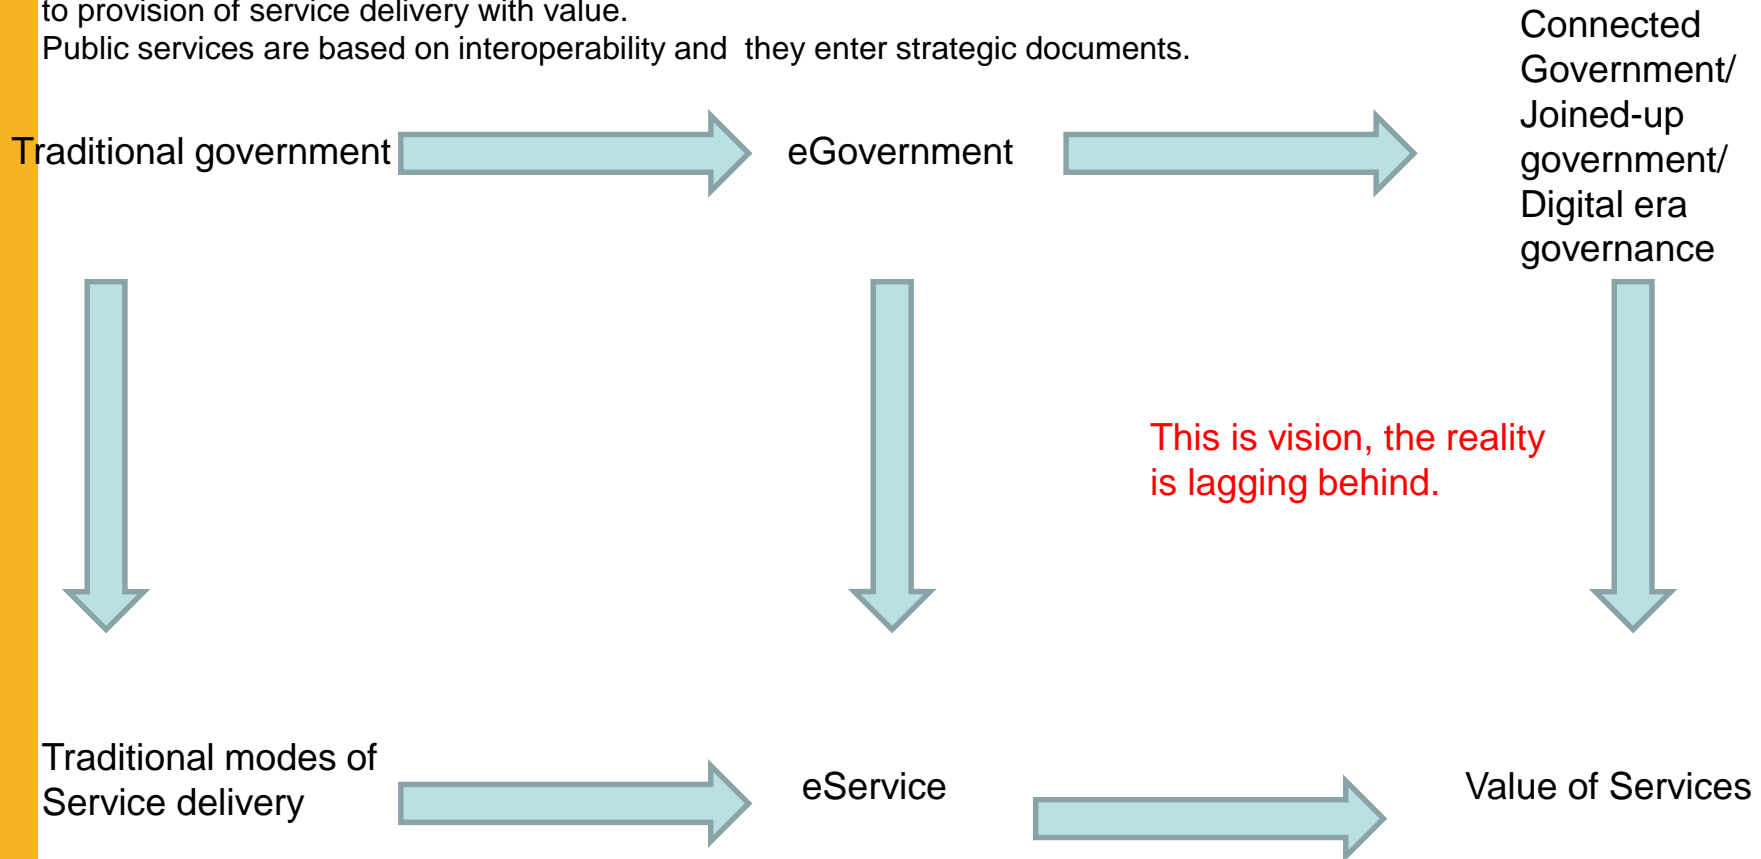 to provision of service delivery with value.
Public services are based on interoperability and  they enter strategic documents.
Connected
Government/
Joined-up
government/
Digital era
governance
Traditional government
eGovernment
This is vision, the reality
is lagging behind.
Traditional modes of
Service delivery
eService
Value of Services